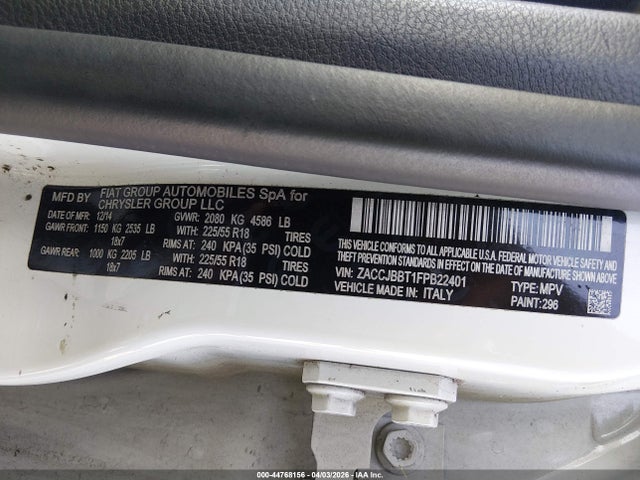 MFD BY FIAT GROUP AUTOMOBILES SpA for
CHRYSLER GROUP LLC
DATE OF MFR: 12/14 GVWR: 2080 KG 4586 LB
GAWR FRONT: 1150 KG 2535 LB 225/55 R18 TIRES
18x7 RIMS AT: 240 KPA(35 PSI) COLD
GAWR REAR: 1000 KG 2205 LB WITH: 225/55 R18 TIRES
18x7 RIMS AT: 240 KPA(35 PSI) COLD
THIS VEHICLE CONFORMS TO ALL APPLICABLE U.S.A. FEDERAL MOTOR VEHICLE
SAFETY, BUMPER, AND THEFT PREVENTION STANDARDS IN EFFECT ON THE DATE OF MANUFACTURE SHOWN ABOVE
VIN: ZACCJBBT1FPB22401 TYPE: MPV
VEHICLE MADE IN: ITALY PAINT: 296
000-44768156 - 04/03/2026 - IAAI.COM